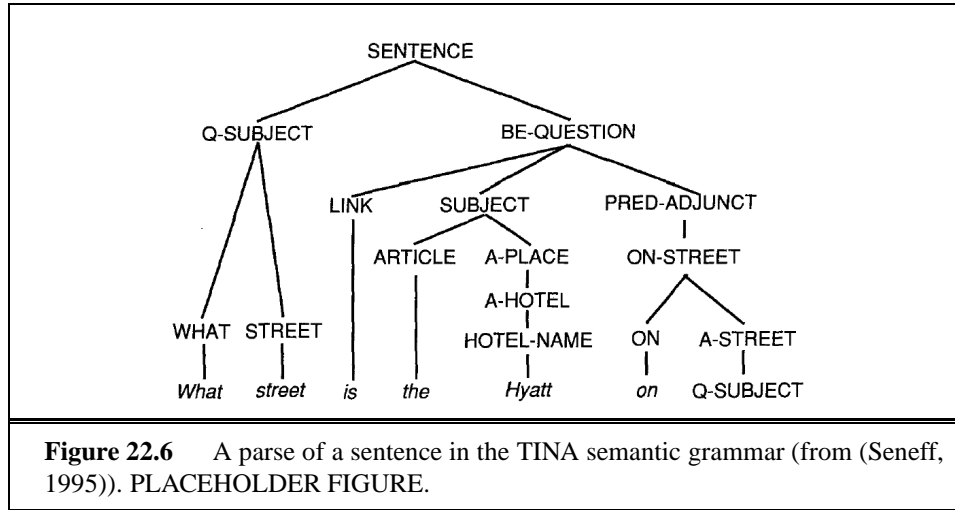 SENTENCE
Q-SUBJECT BE-QUESTION
LINK SUBJECT PRED-ADJUNCT
ARTICLE A-PLACE ON-STREET
A-HOTEL
WHAT STREET HOTEL-NAME ON A-STREET
What street is the Hyatt on Q-SUBJECT
Figure 22.6 A parse of a sentence in the TINA semantic grammar (from (Seneff,
1995)). PLACEHOLDER FIGURE.